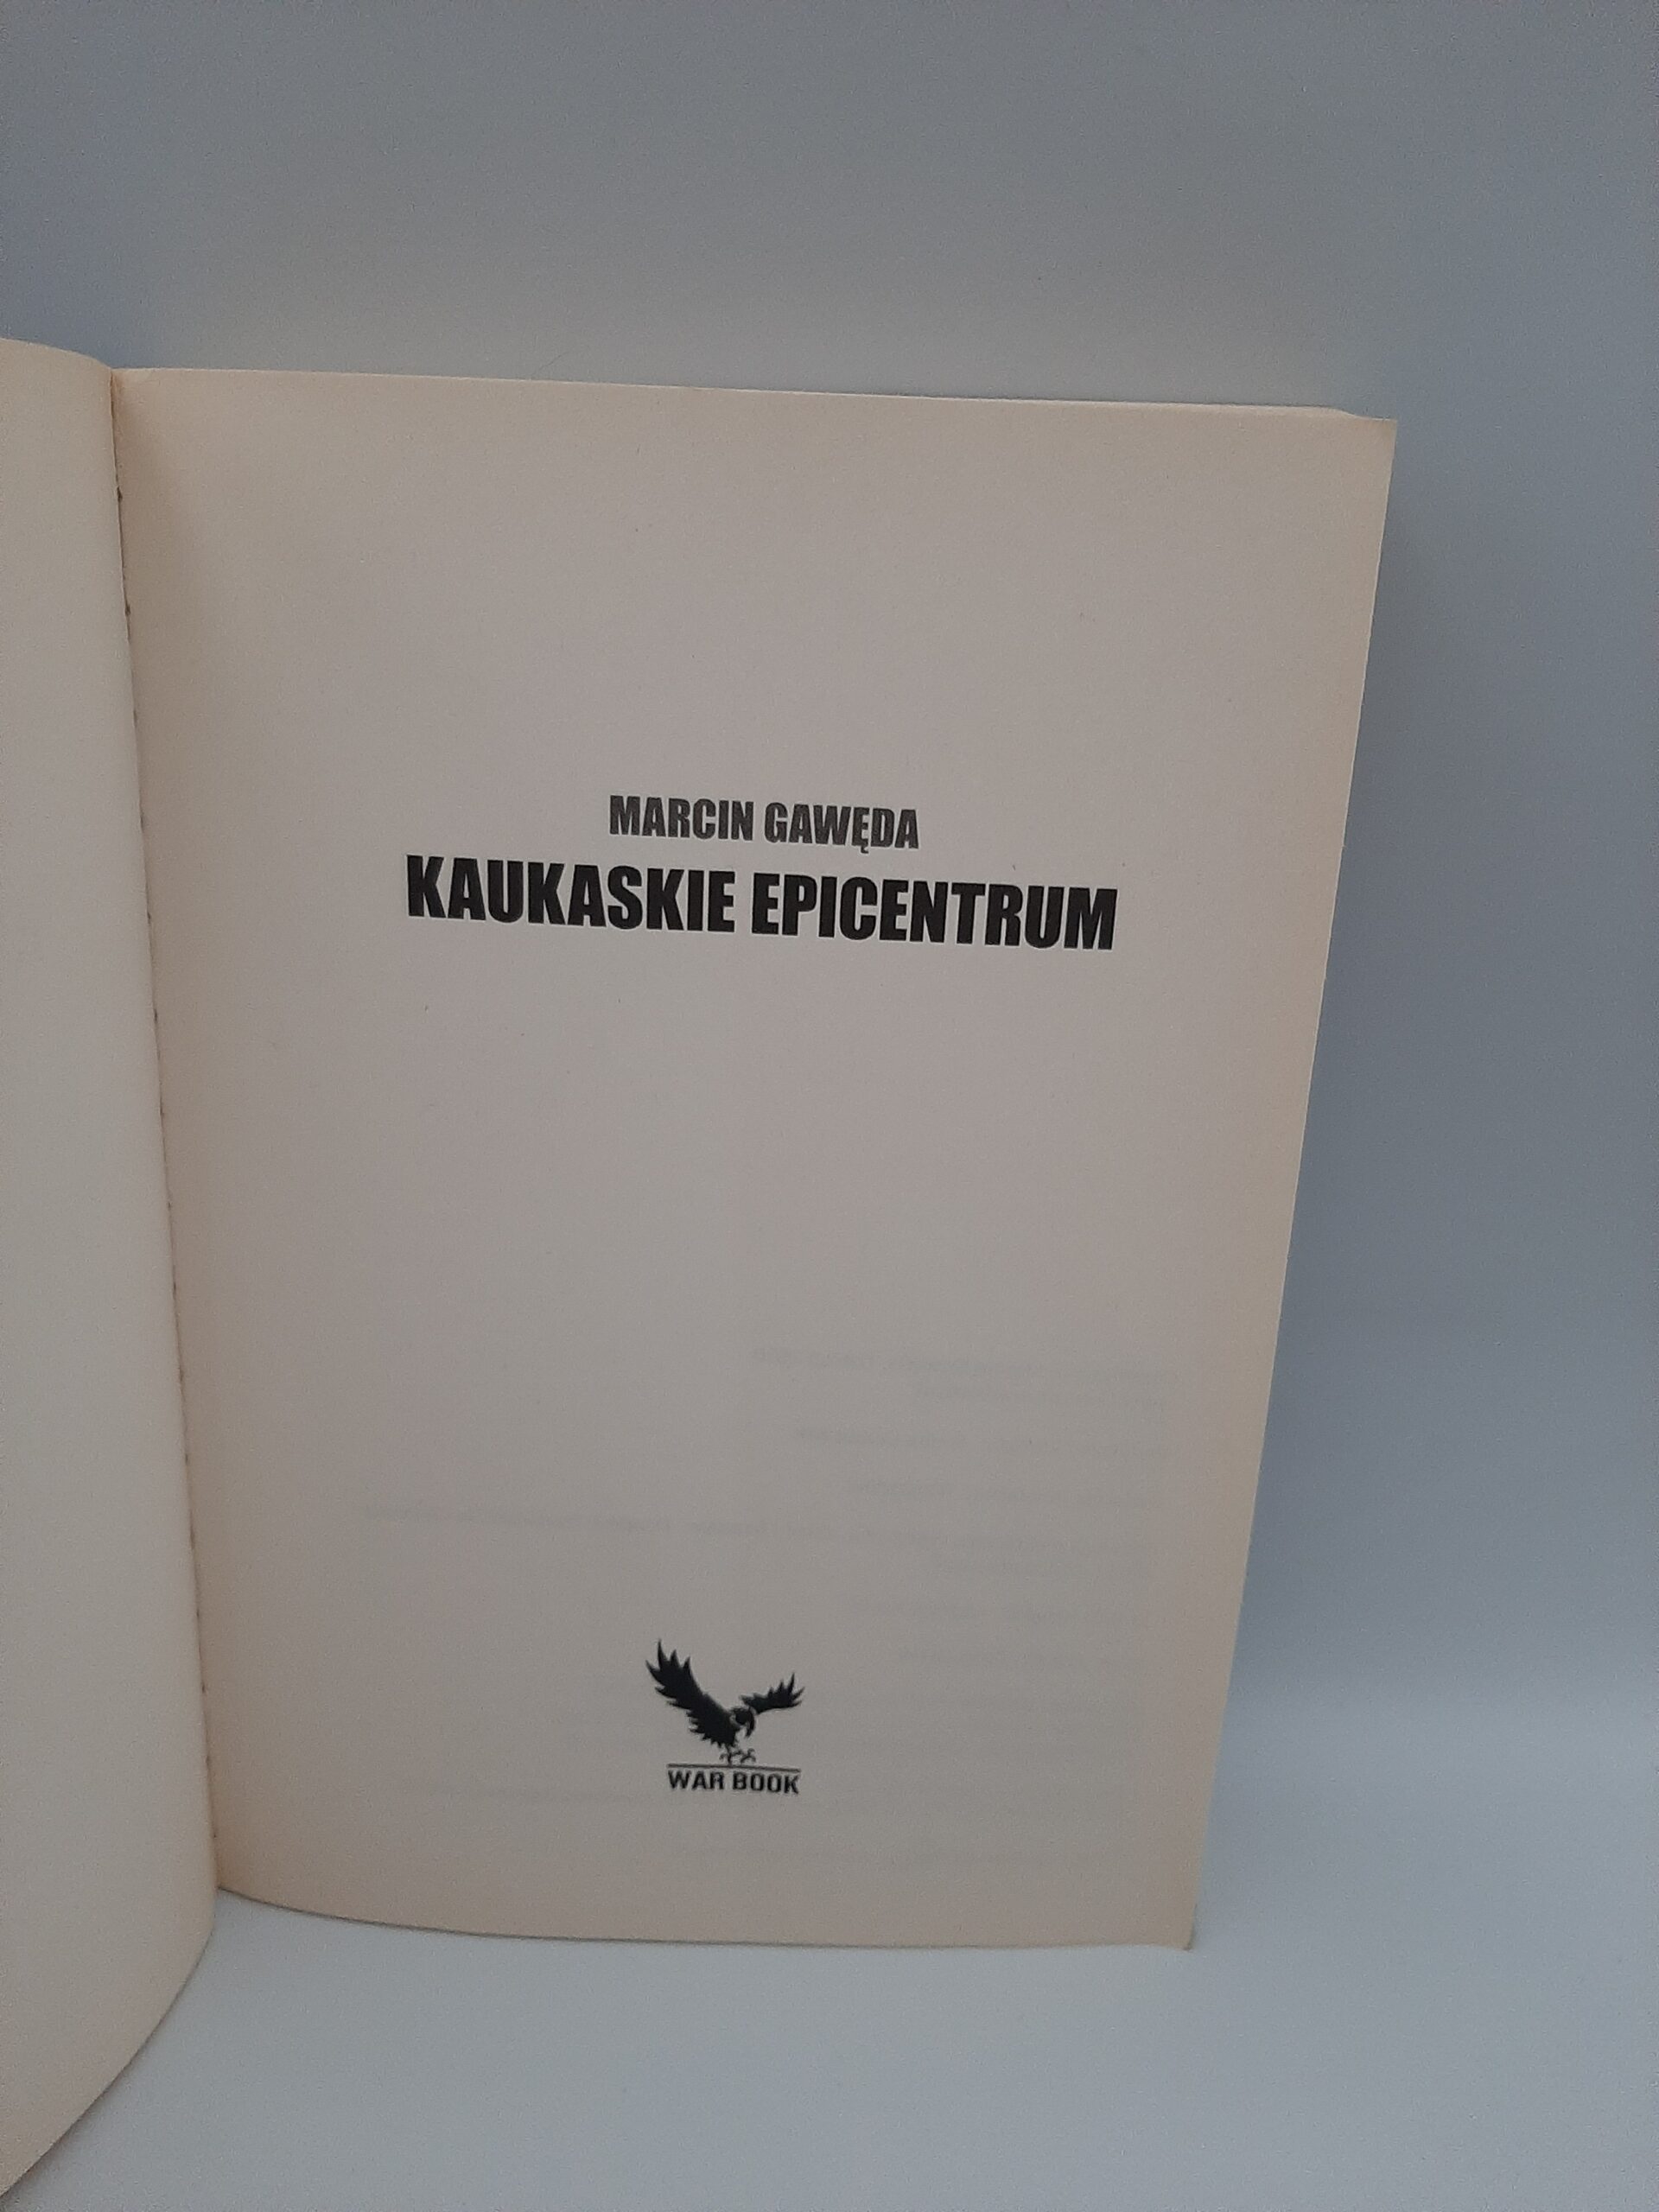 MARCIN GAWĘDA
KAUKASKIE EPICENTRUM
WAR BOOK